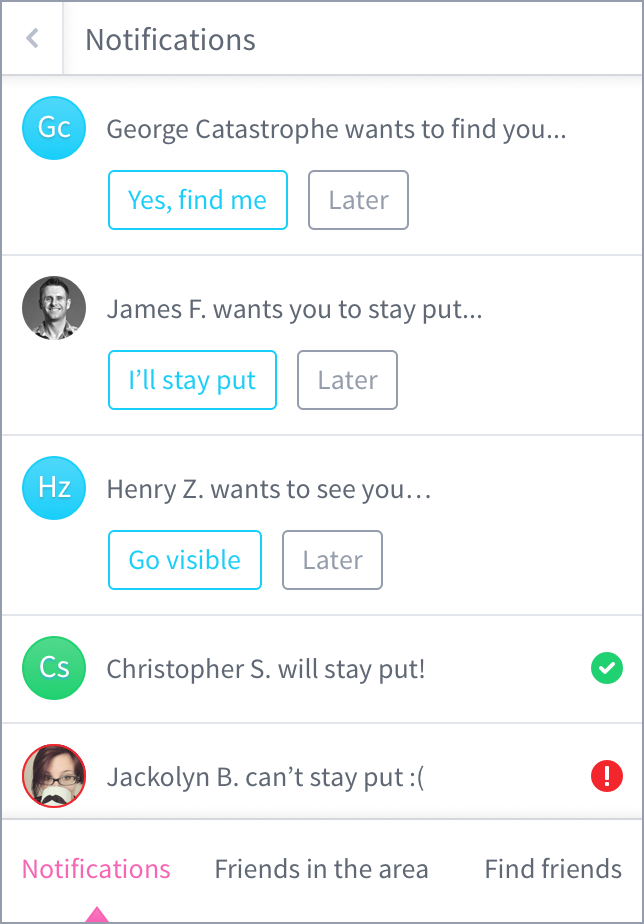 Notifications
Gc
George Catastrophe wants to find you...
Yes, find me
Later
James F. wants you to stay put...
I’ll stay put
Later
Hz
Henry Z. wants to see you…
Go visible
Later
Cs
Christopher S. will stay put!
Jackolyn B. can’t stay put :(
Notifications
Friends in the area
Find friends